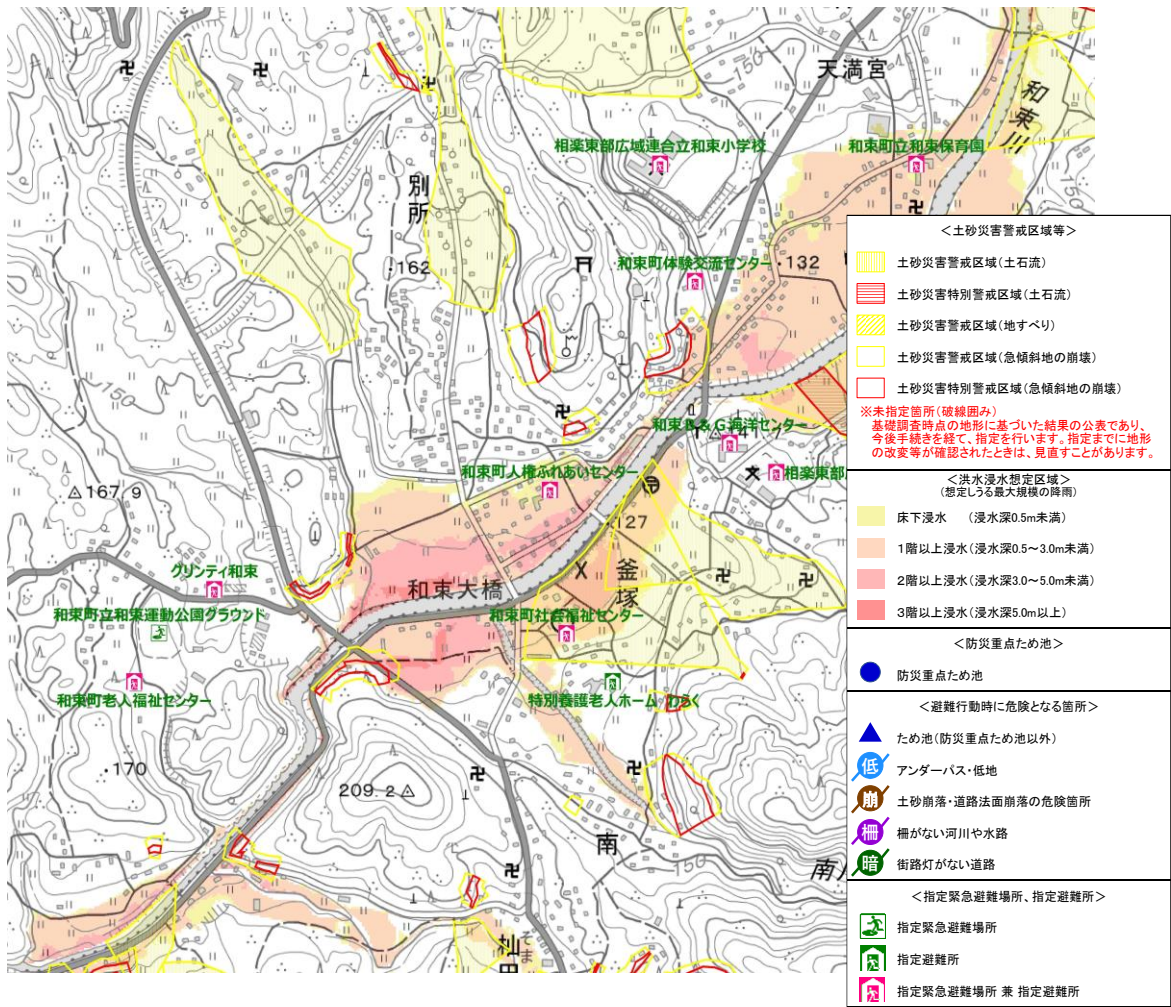 天満宮
150
和束川
相楽東部広域連合立和束小学校
和束町立和束保育園
150
別所
162
和束町体験交流センター
132
和束B&G海洋センター
相楽東部
和束町人権ふれあいセンター
167.9
127
グリンティ和束
和束大橋
釜塚
和束町立和束運動公園グラウンド
和束町社会福祉センター
和束町老人福祉センター
特別養護老人ホーム わらく
170
209.2
南
150
杣田
そま
＜土砂災害警戒区域等＞
土砂災害警戒区域(土石流)
土砂災害特別警戒区域(土石流)
土砂災害警戒区域(地すべり)
土砂災害警戒区域(急傾斜地の崩壊)
土砂災害特別警戒区域(急傾斜地の崩壊)
※未指定箇所(破線囲み)
基礎調査時点の地形に基づいた結果の公表であり、
今後手続きを経て、指定を行います。指定までに地形
の改変等が確認されたときは、見直すことがあります。
＜洪水浸水想定区域＞
(想定しうる最大規模の降雨)
床下浸水 (浸水深0.5m未満)
1階以上浸水(浸水深0.5～3.0m未満)
2階以上浸水(浸水深3.0～5.0m未満)
3階以上浸水(浸水深5.0m以上)
＜防災重点ため池＞
防災重点ため池
＜避難行動時に危険となる箇所＞
ため池(防災重点ため池以外)
低 アンダーパス・低地
崩 土砂崩落・道路法面崩落の危険箇所
柵 柵がない河川や水路
暗 街路灯がない道路
＜指定緊急避難場所、指定避難所＞
指定緊急避難場所
指定避難所
指定緊急避難場所 兼 指定避難所